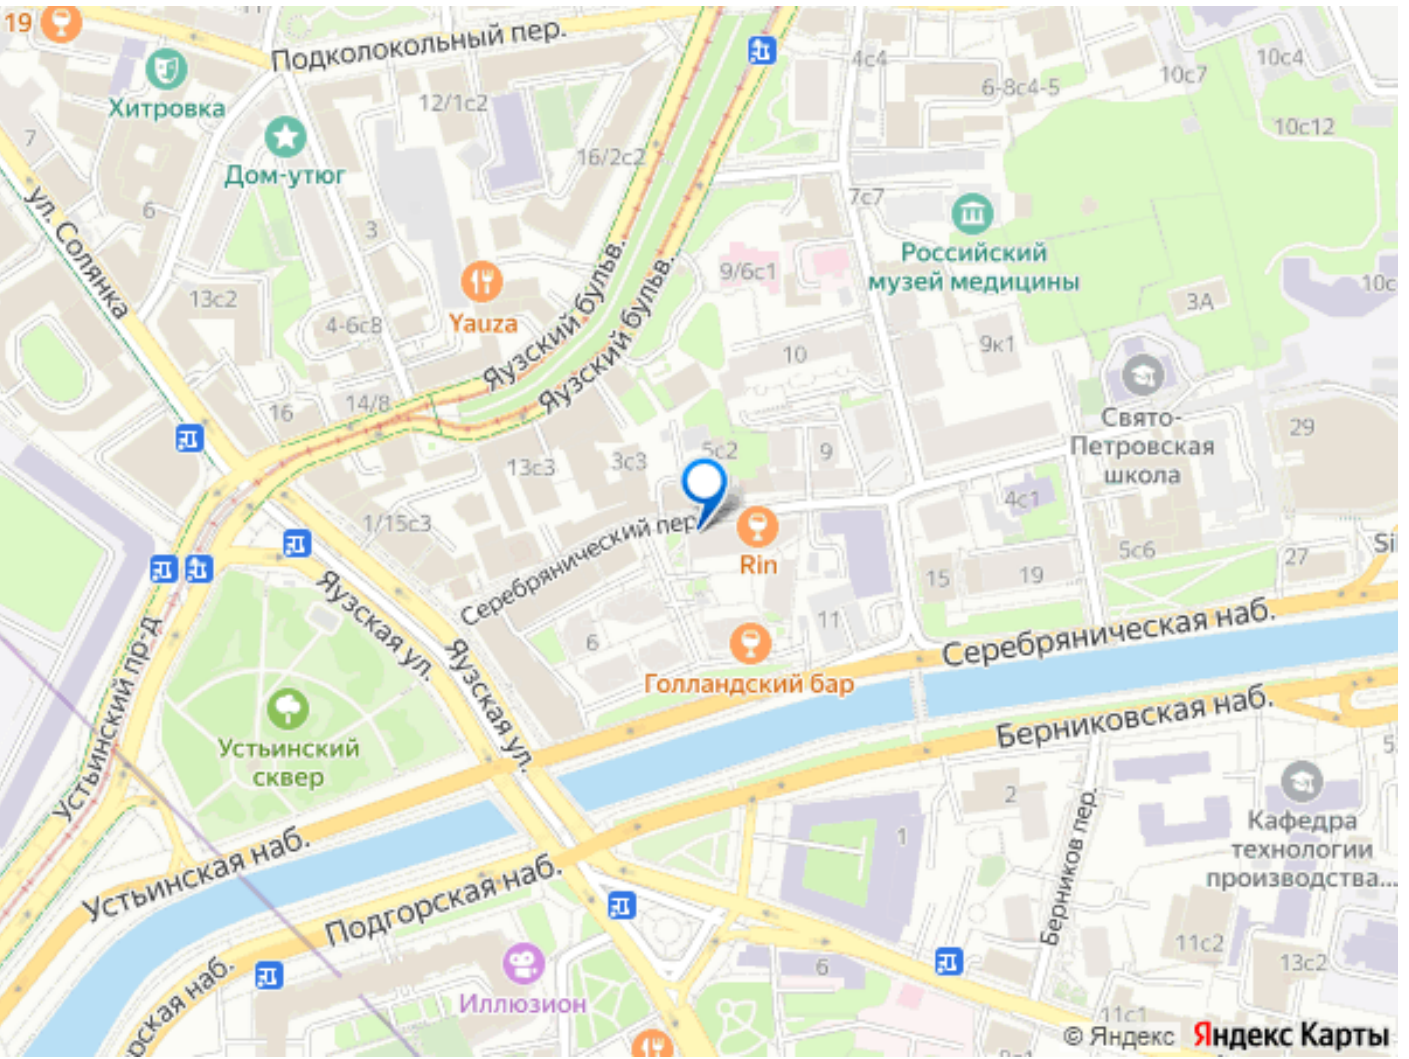 19
Подколокольный пер.
Хитровка
12/1с2
4с4
6-8с4-5
10с7
10с4
10с12
7
Дом-утюг
16/2с2
7с7
6
3
ул. Солянка
Российский
музей медицины
9/6с1
13с2
4-6с8
Yauza
Яузский бульв.
Яузский бульв.
3А
10с
10
9к1
Свято-
Петровская
школа
16
14/8
29
13с3
3с3
5с2
9
4с1
1/15с3
Серебрянический пер
Rin
5с6
27
Si
15
19
Яузская ул.
Яузская ул.
6
11
Серебряническая наб.
Голландский бар
Устьинский пр-д
Устьинский
сквер
Берниковская наб.
5
2
Кафедра
технологии
производства...
1
Берников пер.
Устьинская наб.
Подгорская наб.
рская наб.
Иллюзион
6
11с2
13с2
11с1
© Яндекс Яндекс Карты